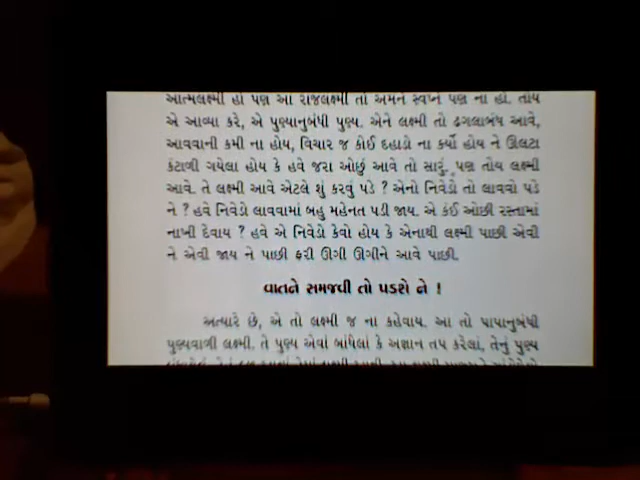 આત્મલક્ષ્મી હો પણ આ રાજલક્ષ્મી તો અમને સ્વપ્ને પણ ના હો. તોય
એ આવ્યા કરે, એ પુણ્યાનુબંધી પુણ્ય. એને લક્ષ્મી તો ઢગલાબંધ આવે,
આવવાની કમી ના હોય, વિચાર જ કોઈ દહાડો ના કર્યો હોય ને ઊલટા
કંટાળી ગયેલા હોય કે હવે જરા ઓછું આવે તો સારું. પણ તોય લક્ષ્મી
આવે. તે લક્ષ્મી આવે એટલે શું કરવું પડે ? એનો નિવેડો તો લાવવો પડે
ને ? હવે નિવેડો લાવવામાં બહુ મહેનત પડી જાય. એ કંઈ ઓછી રસ્તામાં
નાખી દેવાય ? હવે એ નિવેડો કેવો હોય કે એનાથી લક્ષ્મી પાછી એવી
ને એવી જાય ને પાછી ફરી ઊગી ઊગીને આવે પાછી.
વાતને સમજવી તો પડશે ને !
અત્યારે છે, એ તો લક્ષ્મી જ ના કહેવાય. આ તો પાપાનુબંધી
પુણ્યવાળી લક્ષ્મી. તે પુણ્ય એવાં બાંધેલાં કે અજ્ઞાન તપ કરેલાં, તેનું પુણ્ય